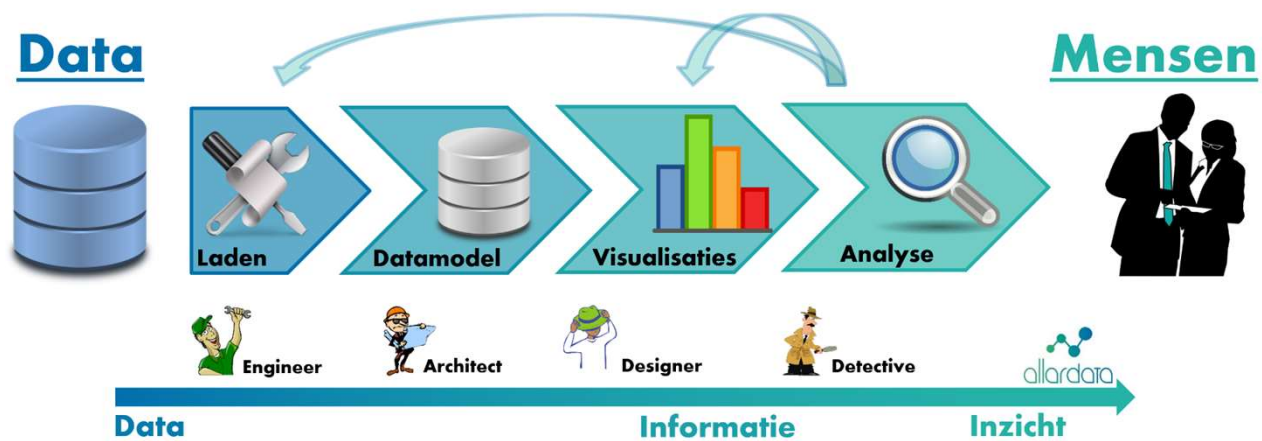 Data
Mensen
Laden
Datamodel
Visualisaties
Analyse
Engineer
Architect
Designer
Detective
allardata
Data
Informatie
Inzicht